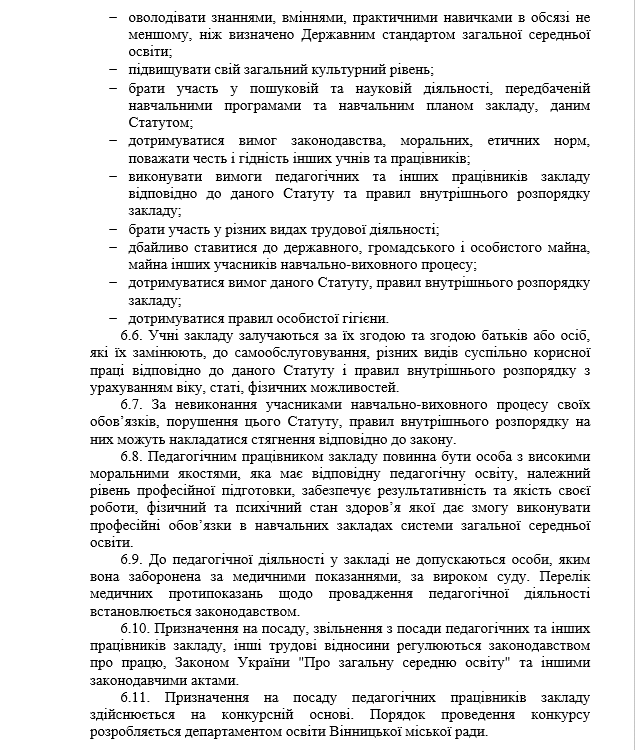 – оволодівати знаннями, вміннями, практичними навичками в обсязі не
меншому, ніж визначено Державним стандартом загальної середньої
освіти;
– підвищувати свій загальний культурний рівень;
– брати участь у пошуковій та науковій діяльності, передбаченій
навчальними програмами та навчальним планом закладу, даним
Статутом;
– дотримуватися вимог законодавства, моральних, етичних норм,
поважати честь і гідність інших учнів та працівників;
– виконувати вимоги педагогічних та інших працівників закладу
відповідно до даного Статуту та правил внутрішнього розпорядку
закладу;
– брати участь у різних видах трудової діяльності;
– дбайливо ставитися до державного, громадського і особистого майна,
майна інших учасників навчально-виховного процесу;
– дотримуватися вимог даного Статуту, правил внутрішнього розпорядку
закладу;
– дотримуватися правил особистої гігієни.
6.6. Учні закладу залучаються за їх згодою та згодою батьків або осіб,
які їх замінюють, до самообслуговування, різних видів суспільно корисної
праці відповідно до даного Статуту і правил внутрішнього розпорядку з
урахуванням віку, статі, фізичних можливостей.
6.7. За невиконання учасниками навчально-виховного процесу своїх
обов’язків, порушення цього Статуту, правил внутрішнього розпорядку на
них можуть накладатися стягнення відповідно до закону.
6.8. Педагогічним працівником закладу повинна бути особа з високими
моральними якостями, яка має відповідну педагогічну освіту, належний
рівень професійної підготовки, забезпечує результативність та якість своєї
роботи, фізичний та психічний стан здоров’я якої дає змогу виконувати
професійні обов’язки в навчальних закладах системи загальної середньої
освіти.
6.9. До педагогічної діяльності у закладі не допускаються особи, яким
вона заборонена за медичними показаннями, за вироком суду. Перелік
медичних протипоказань щодо провадження педагогічної діяльності
встановлюється законодавством.
6.10. Призначення на посаду, звільнення з посади педагогічних та інших
працівників закладу, інші трудові відносини регулюються законодавством
про працю, Законом України "Про загальну середню освіту" та іншими
законодавчими актами.
6.11. Призначення на посаду педагогічних працівників закладу
здійснюється на конкурсній основі. Порядок проведення конкурсу
розробляється департаментом освіти Вінницької міської ради.